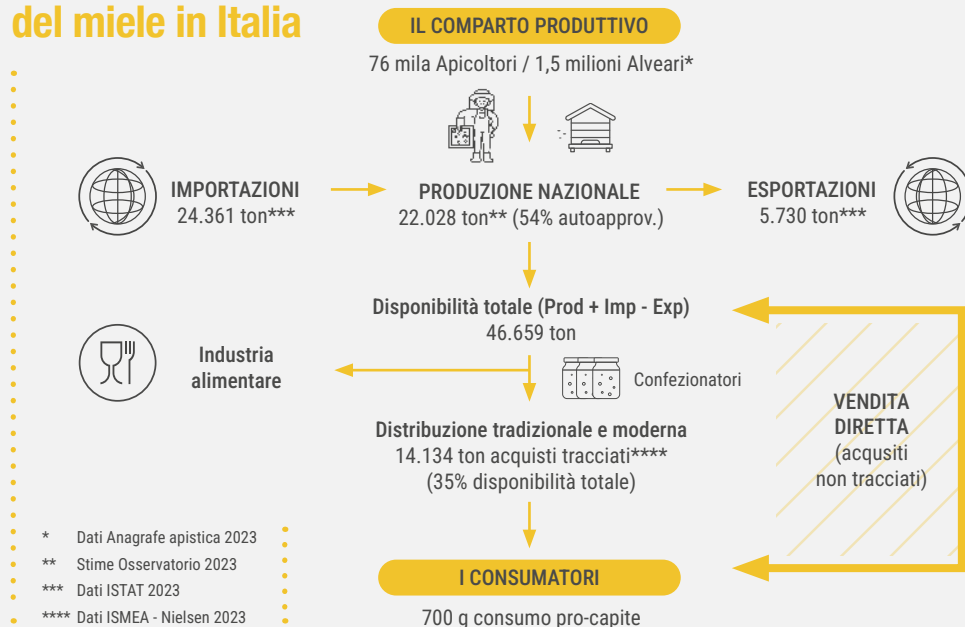 del miele in Italia
IL COMPARTO PRODUTTIVO
76 mila Apicoltori / 1,5 milioni Alveari*
IMPORTAZIONI
24.361 ton***
PRODUZIONE NAZIONALE
22.028 ton** (54% autoapprov.)
ESPORTAZIONI
5.730 ton***
Disponibilità totale (Prod + Imp - Exp)
46.659 ton
Industria
alimentare
Confezionatori
Distribuzione tradizionale e moderna
14.134 ton acquisti tracciati****
(35% disponibilità totale)
VENDITA
DIRETTA
(acqusiti
non tracciati)
I CONSUMATORI
700 g consumo pro-capite
* Dati Anagrafe apistica 2023
** Stime Osservatorio 2023
*** Dati ISTAT 2023
**** Dati ISMEA - Nielsen 2023